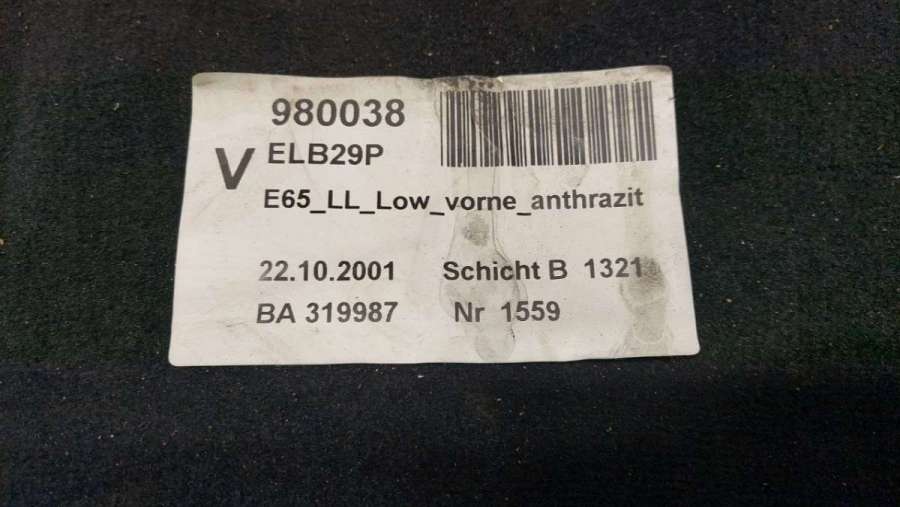 980038
V ELB29P
E65_LL_Low_vorne_anthrazit
22.10.2001 Schicht B 1321
BA 319987 Nr 1559